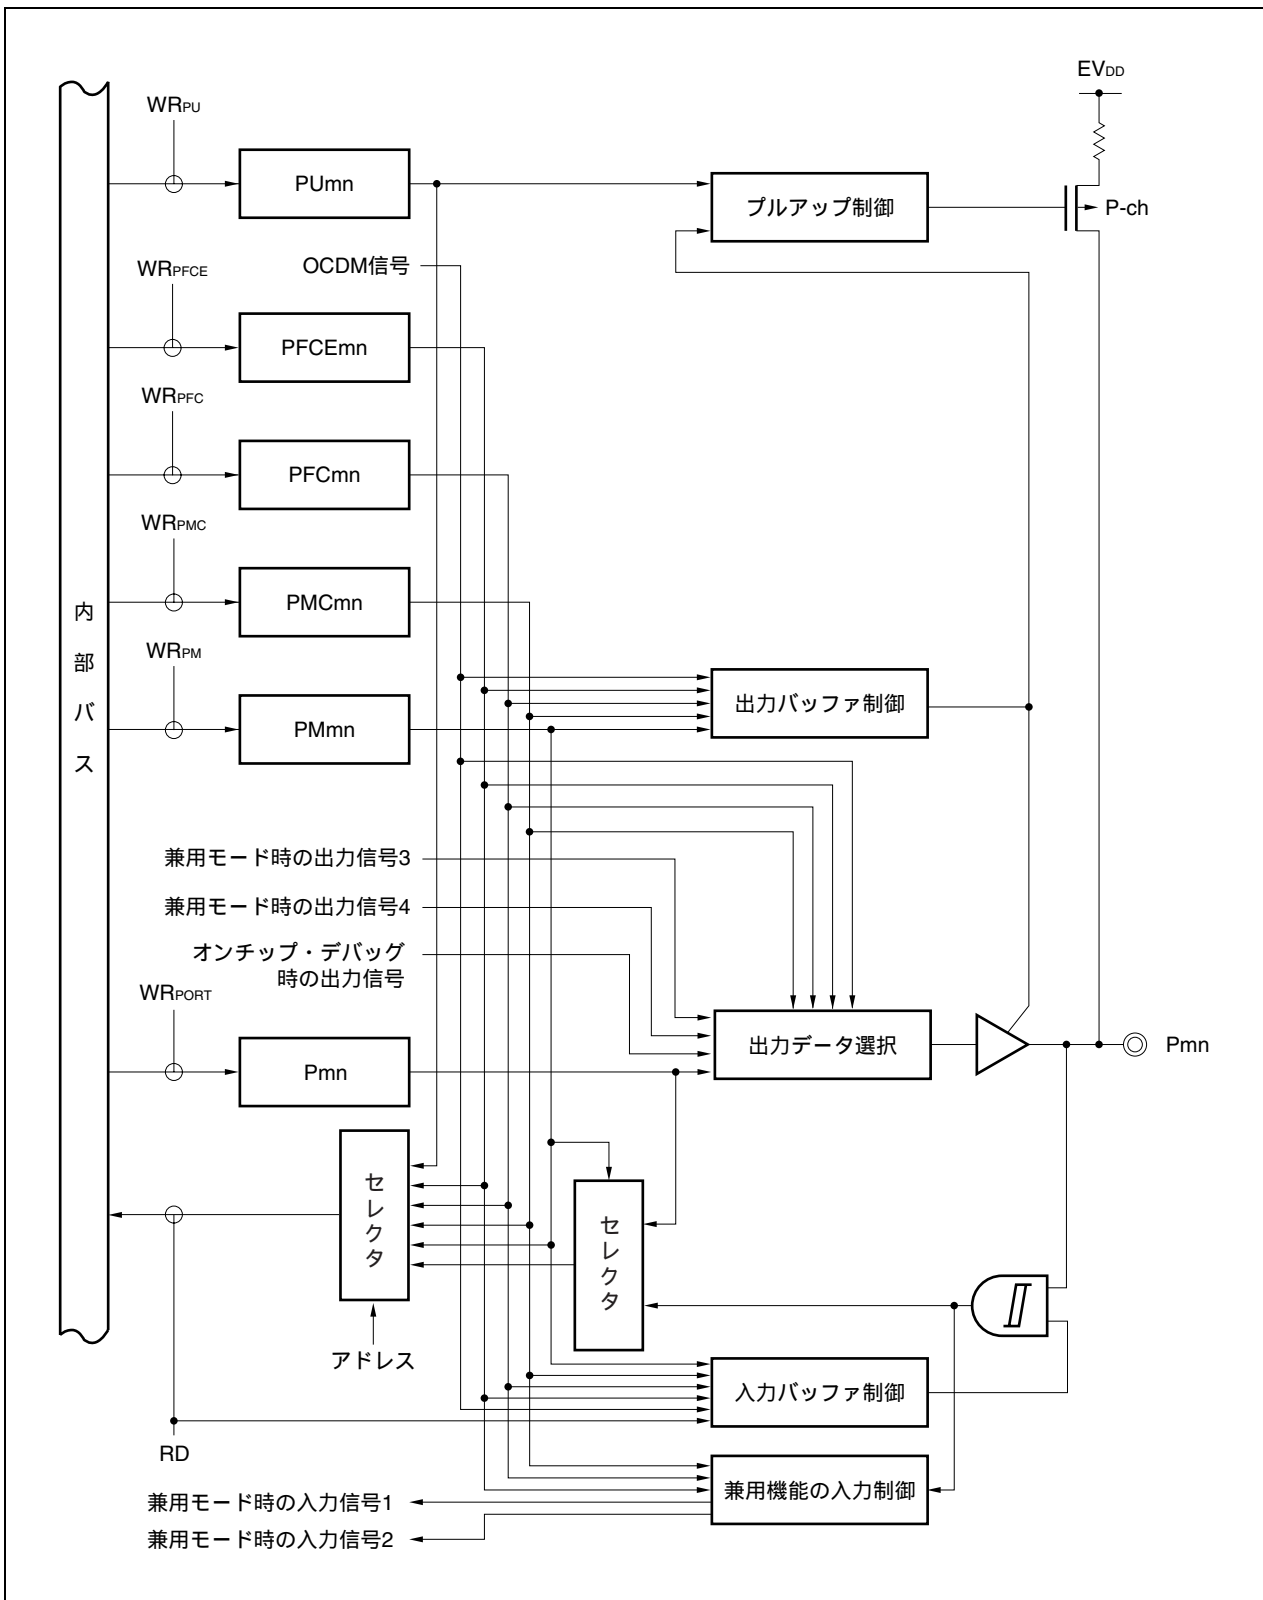 EVDD
WRPU
PUmn
プルアップ制御
P-ch
OCDM信号
WRPFCE
PFCEmn
WRPFC
PFCmn
WRPMC
PMCmn
内部バス
WRPM
PMmn
出力バッファ制御
兼用モード時の出力信号3
兼用モード時の出力信号4
オンチップ・デバッグ
時の出力信号
WRPORT
Pmn
出力データ選択
Pmn
セレクタ
セレクタ
アドレス
入力バッファ制御
RD
兼用機能の入力制御
兼用モード時の入力信号1
兼用モード時の入力信号2